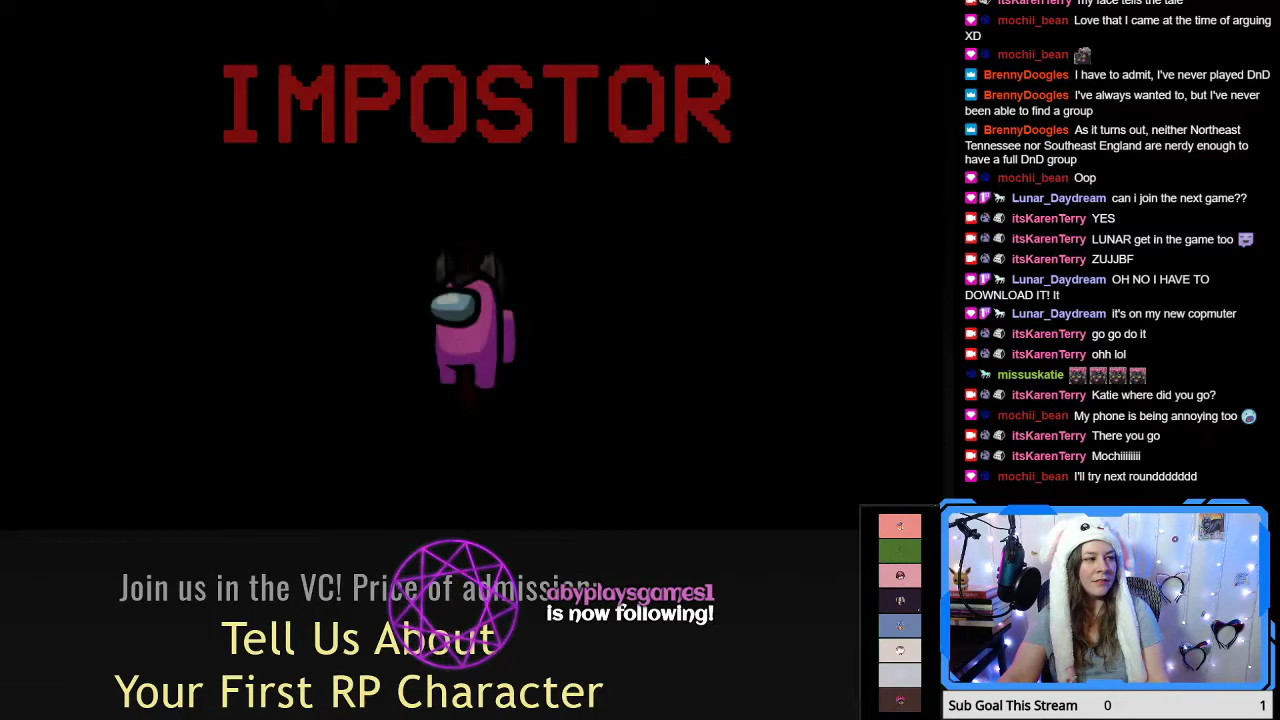 IMPOSTOR
itsKarenTerry my face tells the tale
mochii_bean Love that I came at the time of arguing
XD
mochii_bean
BrennyDoogles I have to admit, I've never played DnD
BrennyDoogles I've always wanted to, but I've never
been able to find a group
BrennyDoogles As it turns out, neither Northeast
Tennessee nor Southeast England are nerdy enough to
have a full DnD group
mochii_bean Oop
Lunar_Daydream can i join the next game??
itsKarenTerry YES
itsKarenTerry LUNAR get in the game too
itsKarenTerry ZUJJBF
Lunar_Daydream OH NO I HAVE TO
DOWNLOAD IT! It
Lunar_Daydream it's on my new copmuter
itsKarenTerry go go do it
itsKarenTerry ohh lol
missuskatie
itsKarenTerry Katie where did you go?
mochii_bean My phone is being annoying too
itsKarenTerry There you go
itsKarenTerry Mochiiiiiiii
mochii_bean I'll try next rounddddddd
Join us in the VC! Price of admission:
Tell Us About
Your First RP Character
abyplaysgames1
is now following!
Sub Goal This Stream 0 1